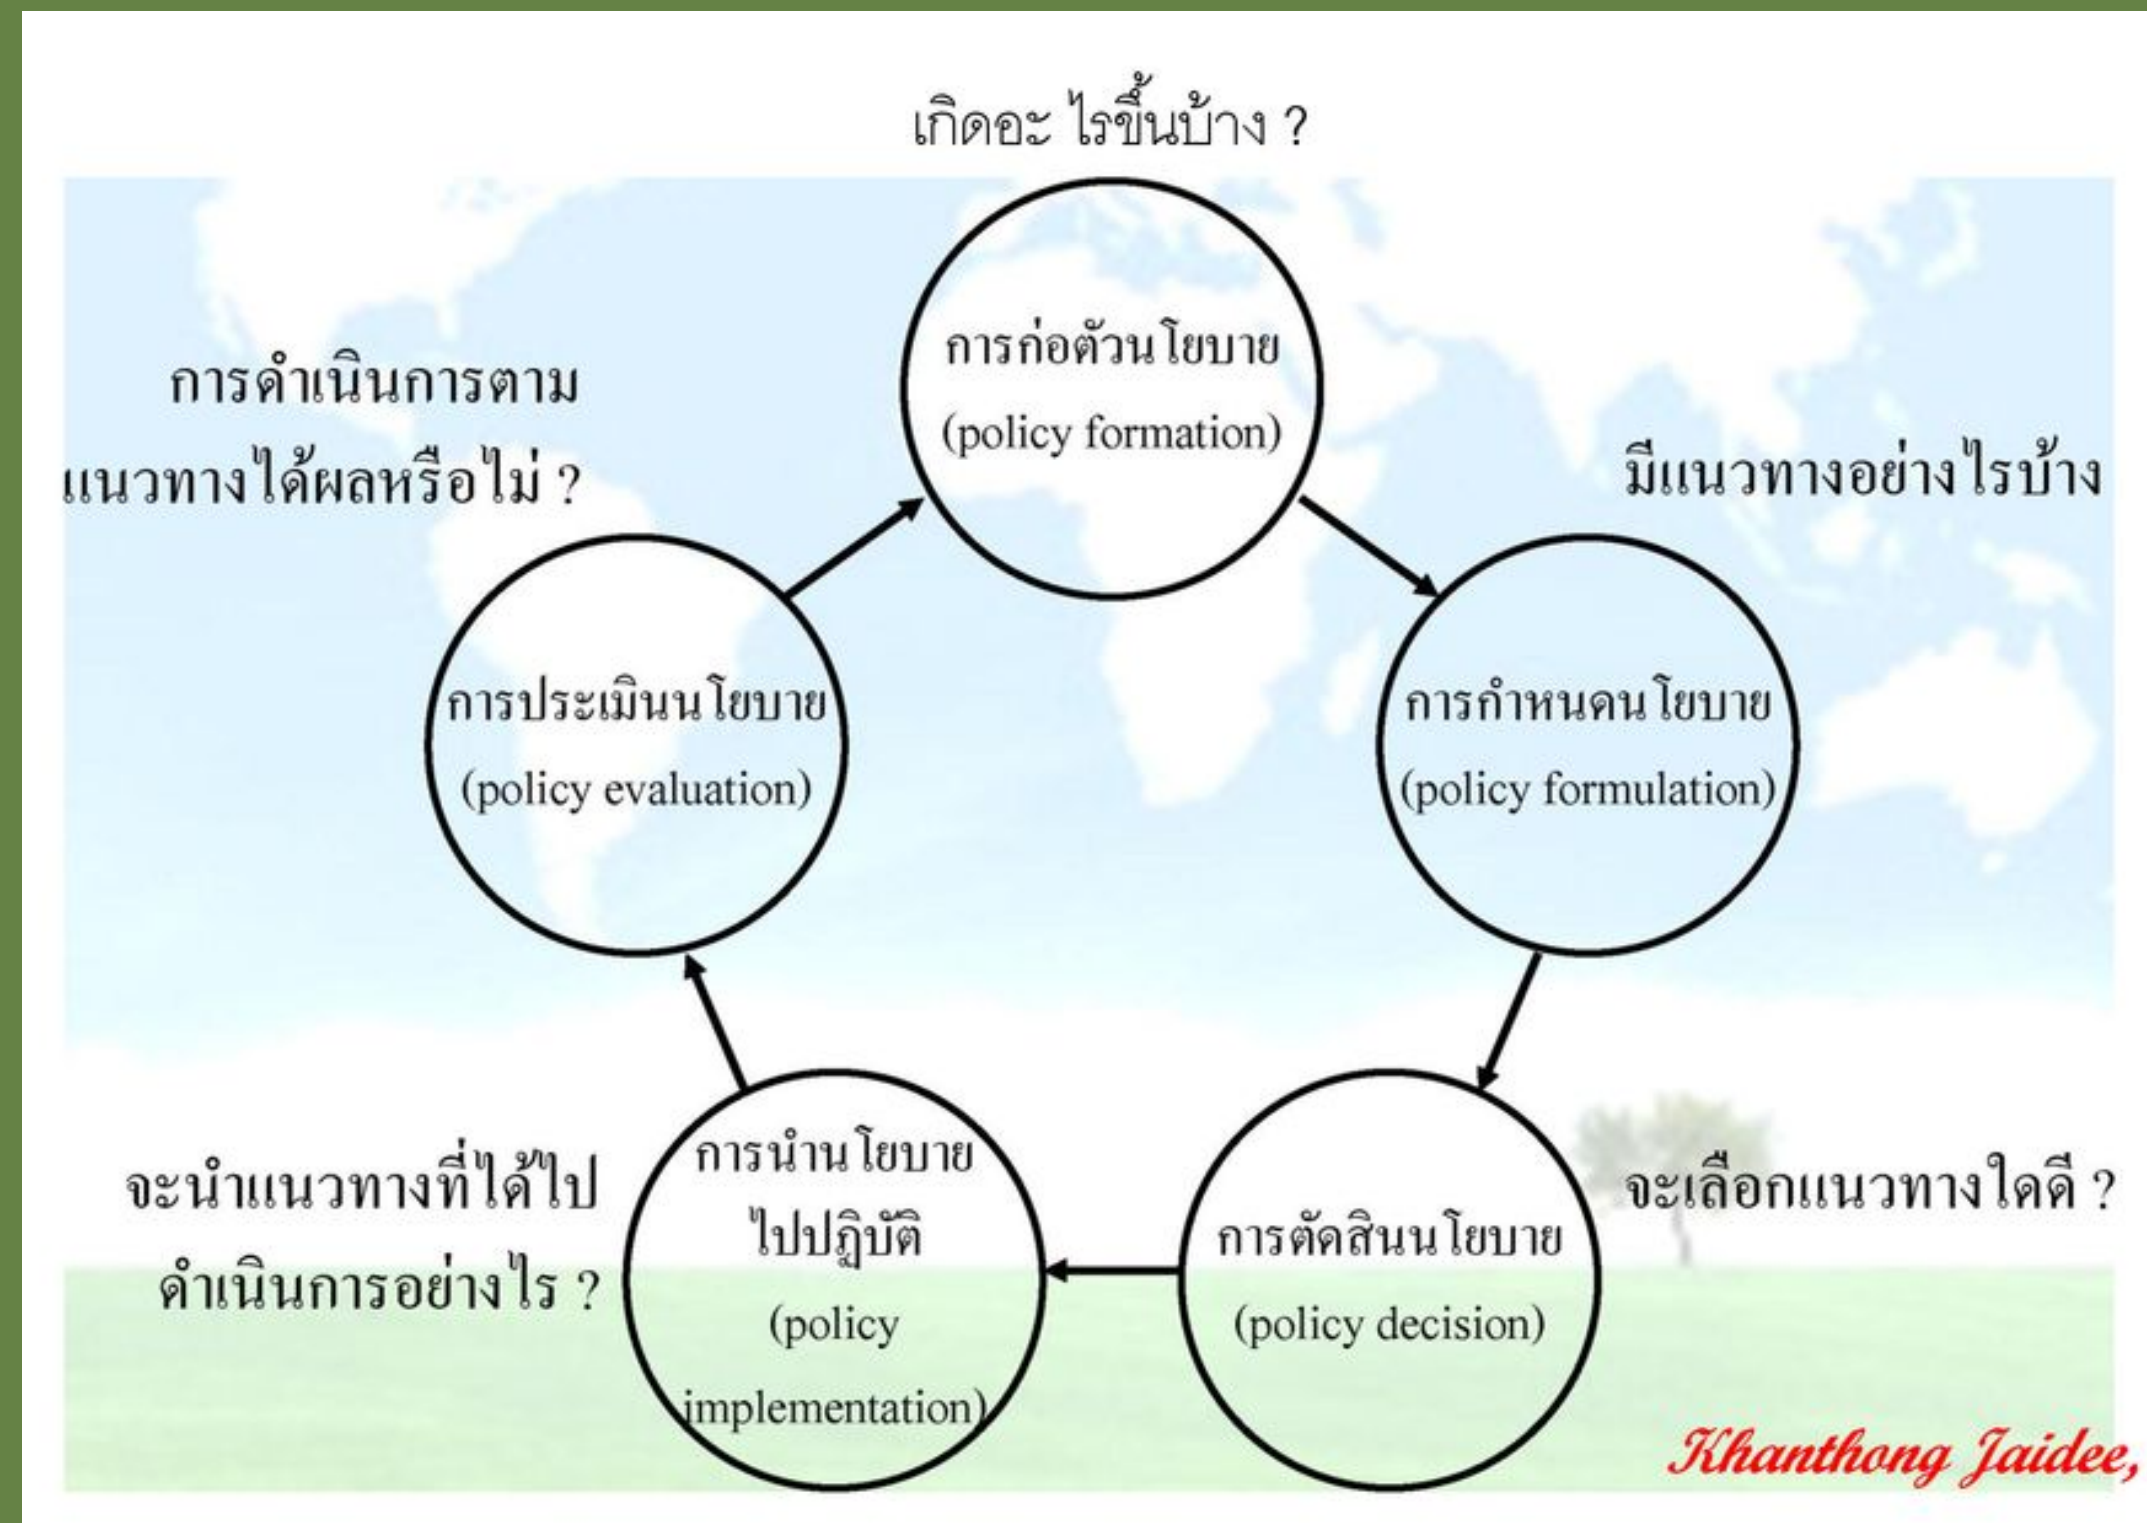 เกิดอะไรขึ้นบ้าง ?
การก่อตัวนโยบาย
(policy formation)
มีแนวทางอย่างไรบ้าง
การกำหนดนโยบาย
(policy formulation)
จะเลือกแนวทางใดดี ?
การตัดสินนโยบาย
(policy decision)
การนำนโยบาย
ไปปฏิบัติ
(policy
implementation)
จะนำแนวทางที่ได้ไป
ดำเนินการอย่างไร ?
การประเมินนโยบาย
(policy evaluation)
การดำเนินการตาม
แนวทางได้ผลหรือไม่ ?
Khanthong Jaidee,